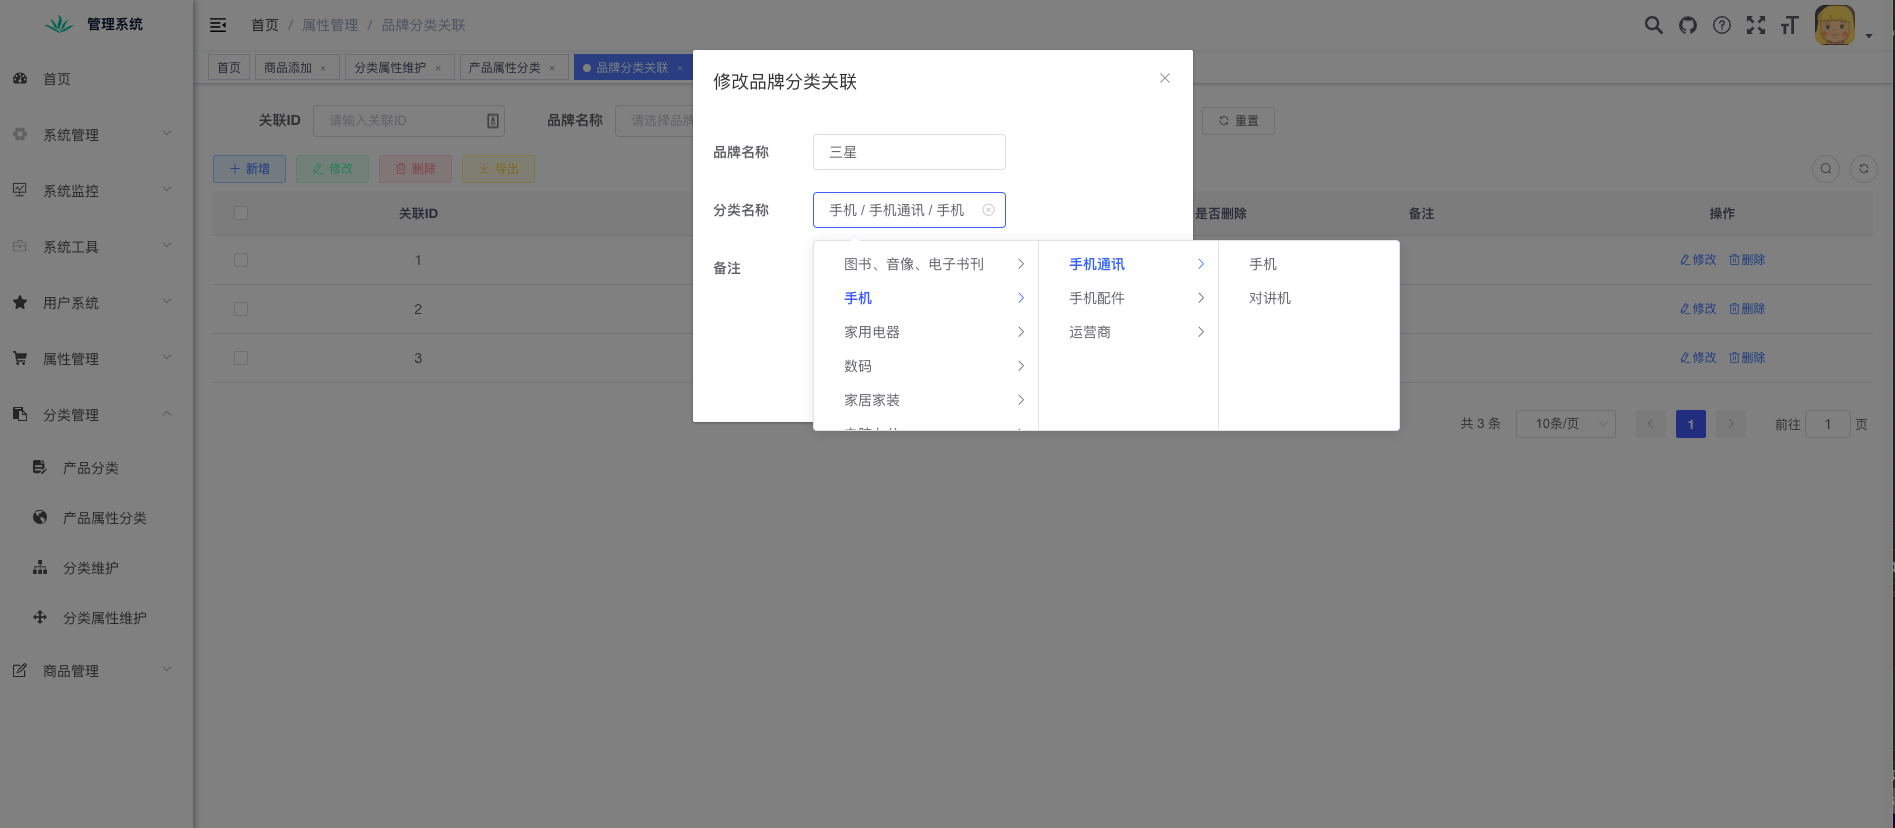 管理系统
首页 / 属性管理 / 品牌分类关联
首页
商品添加 ×
分类属性维护 ×
产品属性分类 ×
品牌分类关联 ×
首页
系统管理
系统监控
系统工具
用户系统
属性管理
分类管理
产品分类
产品属性分类
分类维护
分类属性维护
商品管理
关联ID 请输入关联ID 品牌名称 请选择品牌
重置
新增 修改 删除 导出
关联ID 是否删除 备注 操作
1 修改 删除
2 修改 删除
3 修改 删除
共 3 条 10条/页 1 前往 1 页
修改品牌分类关联
品牌名称 三星
分类名称 手机 / 手机通讯 / 手机
备注
图书、音像、电子书刊
手机
家用电器
数码
家居家装
手机通讯
手机配件
运营商
手机
对讲机